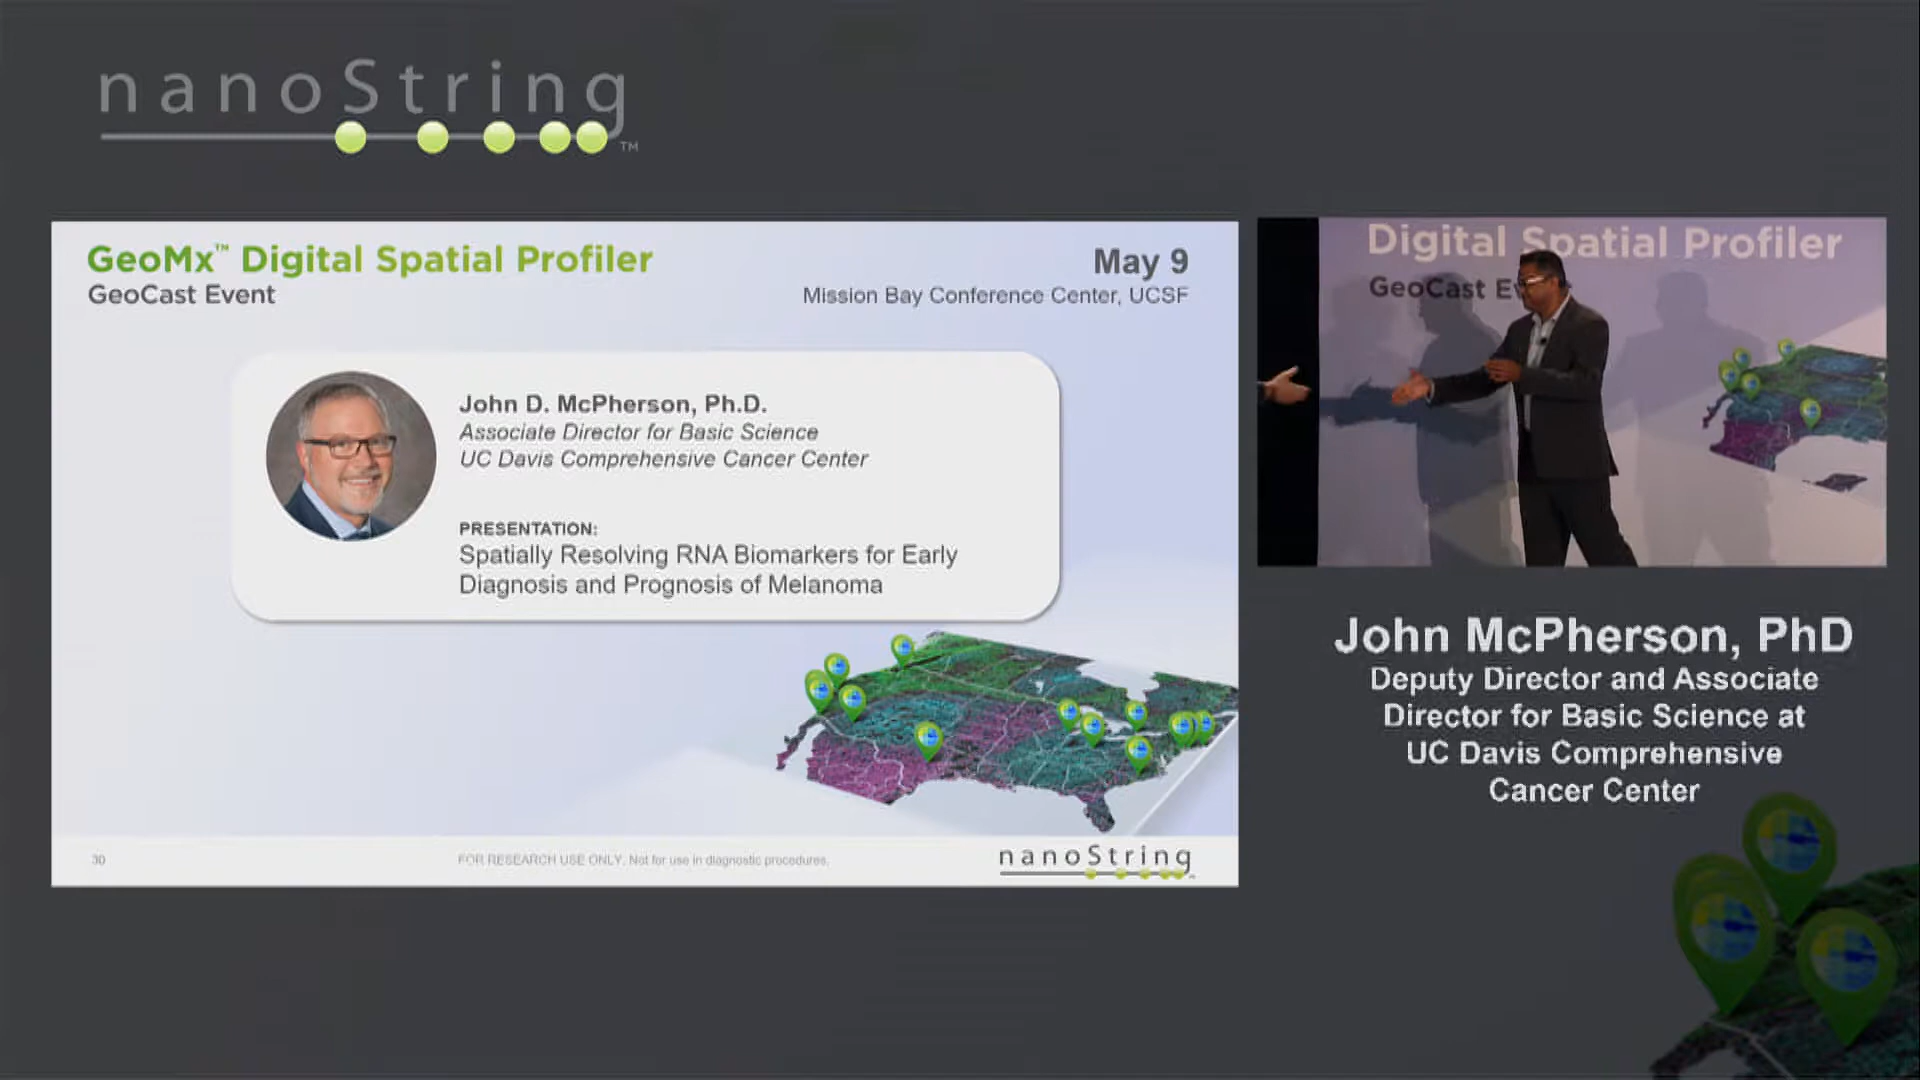 nanoString
TM
GeoMx™ Digital Spatial Profiler
GeoCast Event
May 9
Mission Bay Conference Center, UCSF
John D. McPherson, Ph.D.
Associate Director for Basic Science
UC Davis Comprehensive Cancer Center
PRESENTATION:
Spatially Resolving RNA Biomarkers for Early
Diagnosis and Prognosis of Melanoma
30
FOR RESEARCH USE ONLY. Not for use in diagnostic procedures.
nanoString
Digital Spatial Profiler
GeoCast
John McPherson, PhD
Deputy Director and Associate
Director for Basic Science at
UC Davis Comprehensive
Cancer Center